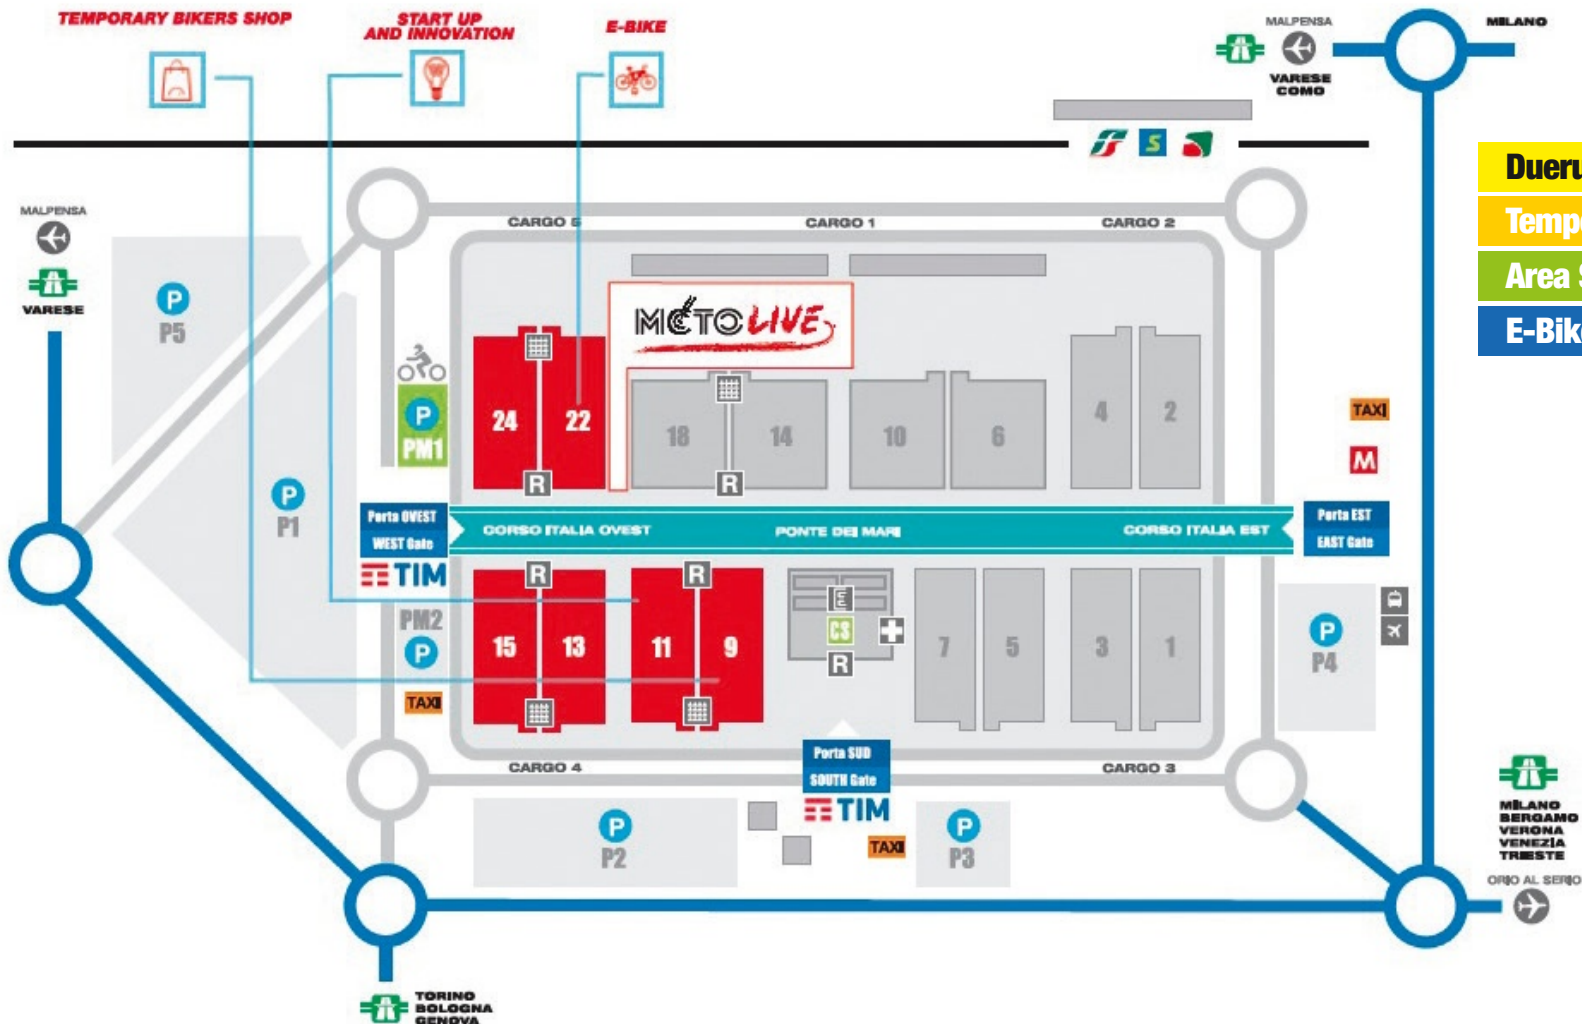 TEMPORARY BIKERS SHOP
START UP
AND INNOVATION
E-BIKE
MALPENSA
VARESE
COMO
MILANO
S
MALPENSA
VARESE
CARGO 5
CARGO 1
CARGO 2
Dueru
Tempo
Area S
E-Bike
P
P5
MOTO LIVE
P
PM1
24
22
18
14
10
6
4
2
TAXI
M
R
R
P
P1
Porta OVEST
WEST Gate
CORSO ITALIA OVEST
PONTE DEI MARI
CORSO ITALIA EST
Porta EST
EAST Gate
TIM
R
R
E
PM2
P
15
13
11
9
CS
R
7
5
3
1
P
P4
TAXI
CARGO 4
Porta SUD
SOUTH Gate
CARGO 3
TIM
P
P2
TAXI
P
P3
MILANO
BERGAMO
VERONA
VENEZIA
TRIESTE
ORIO AL SERIO
TORINO
BOLOGNA
GENOVA